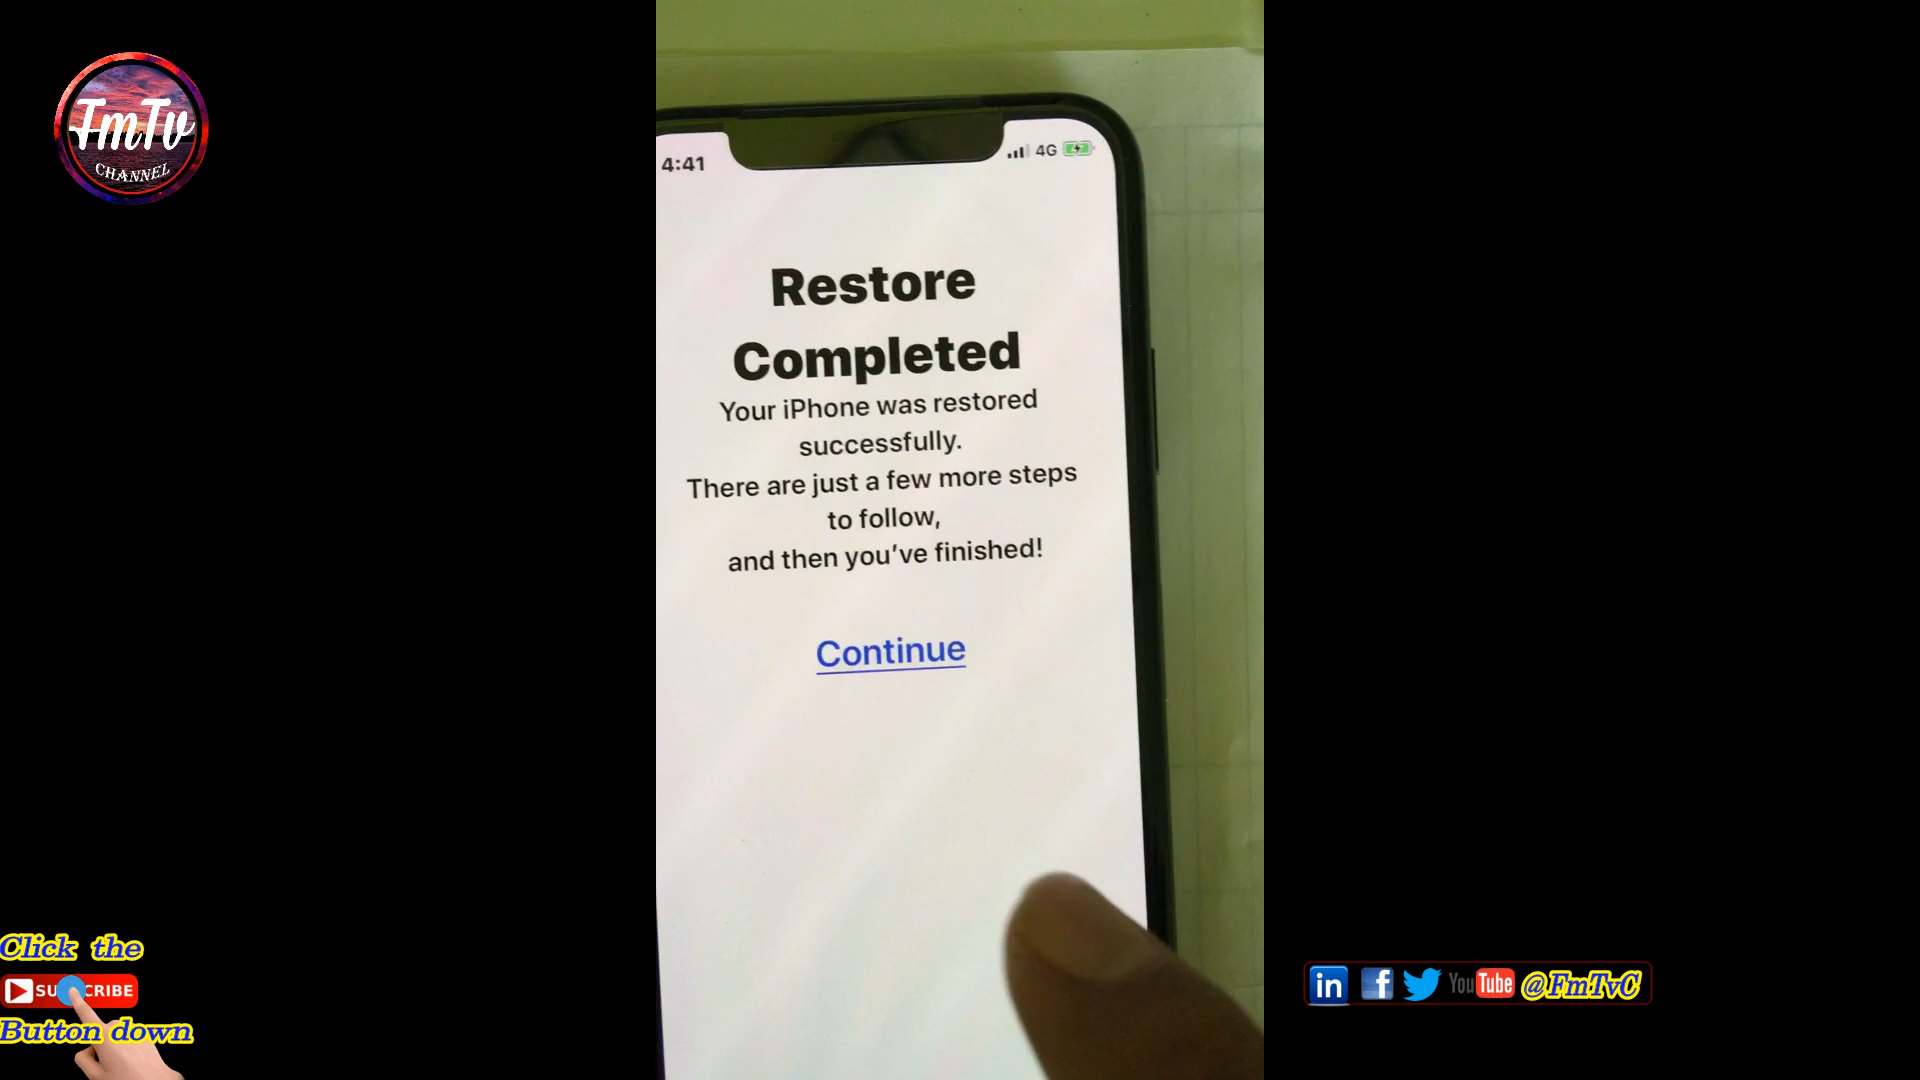 FmTv
CHANNEL
4:41
4G
Restore
Completed
Your iPhone was restored
successfully.
There are just a few more steps
to follow,
and then you've finished!
Continue
Click the
Button down
in f YouTube @FmTvC